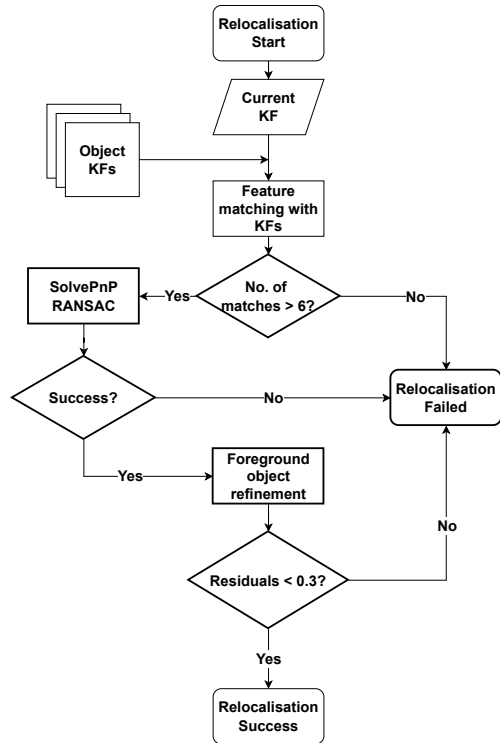 Relocalisation
Start
Current
KF
Object
KFs
Feature
matching with
KFs
SolvePnP
RANSAC
Yes
No. of
matches > 6?
No
Success?
No
Relocalisation
Failed
Yes
Foreground
object
refinement
No
Residuals < 0.3?
Yes
Relocalisation
Success